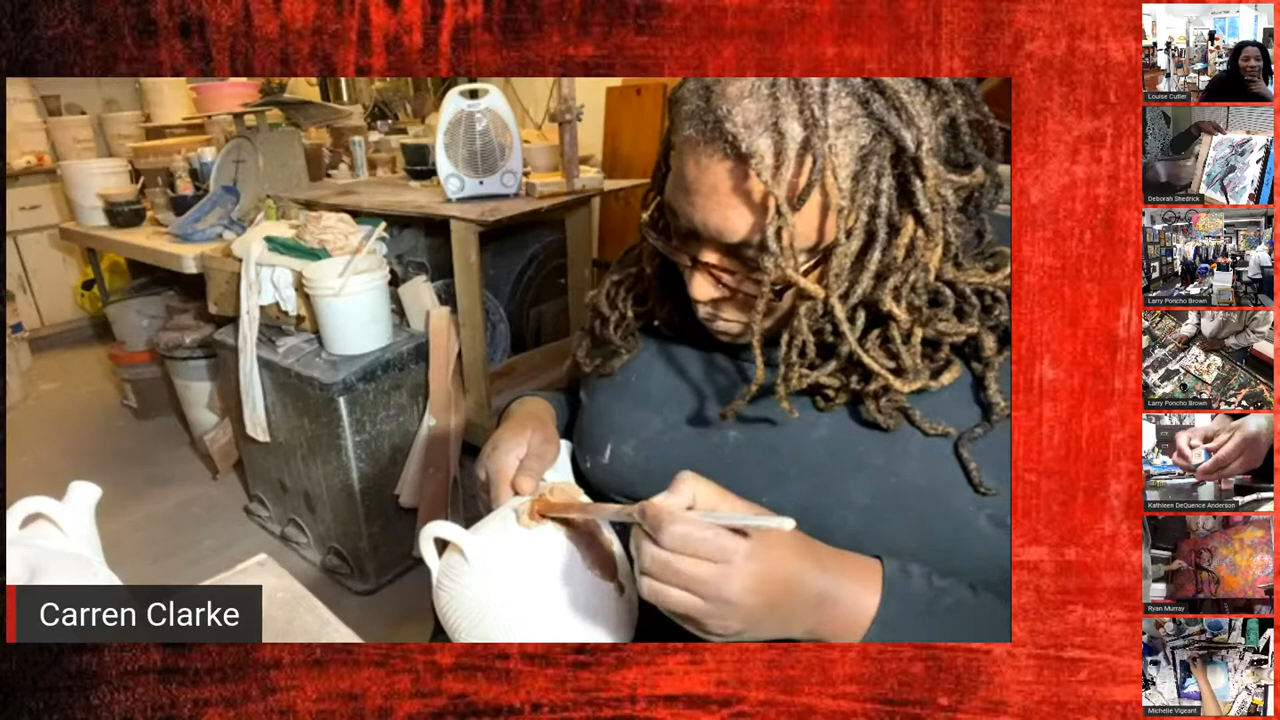 Carren Clarke
Louise Cutler
Deborah Shedrick
Larry Poncho Brown
Larry Poncho Brown
Kathleen DeQuence Anderson
Ryan Murray
Michelle Vigeant